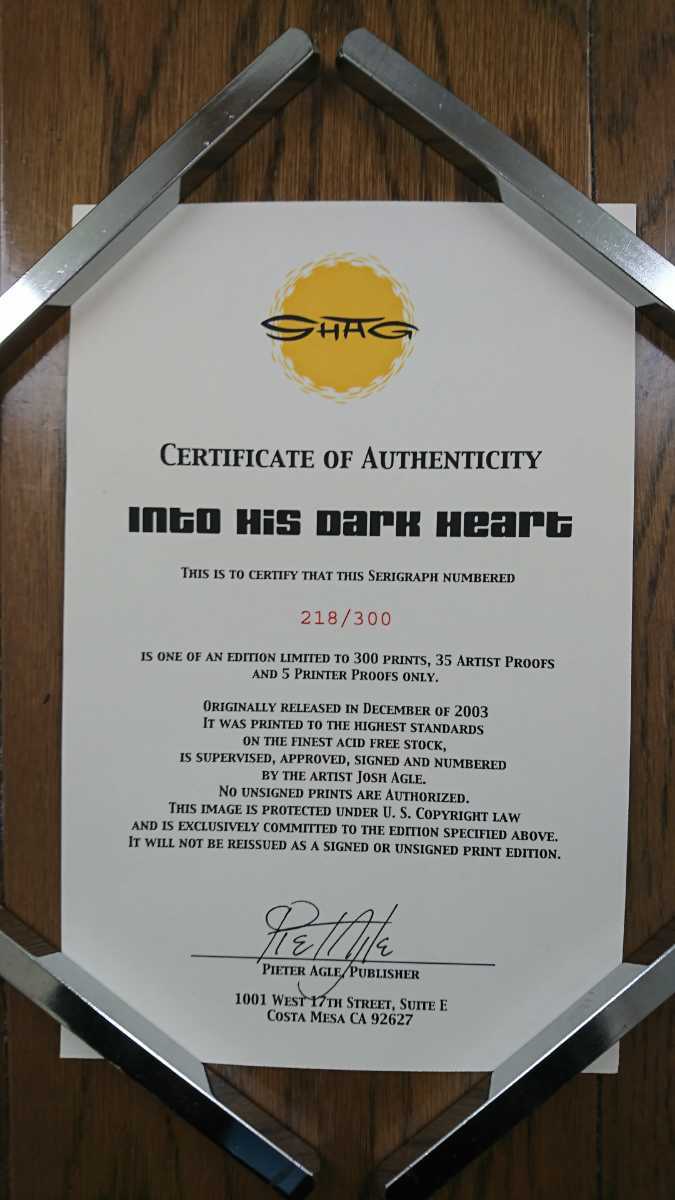 SHAG
CERTIFICATE OF AUTHENTICITY
Into His Dark Heart
THIS IS TO CERTIFY THAT THIS SERIGRAPH NUMBERED
218/300
IS ONE OF AN EDITION LIMITED TO 300 PRINTS, 35 ARTIST PROOFS
AND 5 PRINTER PROOFS ONLY.
ORIGINALLY RELEASED IN DECEMBER OF 2003
IT WAS PRINTED TO THE HIGHEST STANDARDS
ON THE FINEST ACID FREE STOCK,
IS SUPERVISED, APPROVED, SIGNED AND NUMBERED
BY THE ARTIST JOSH AGLE.
NO UNSIGNED PRINTS ARE AUTHORIZED.
THIS IMAGE IS PROTECTED UNDER U. S. COPYRIGHT LAW
AND IS EXCLUSIVELY COMMITTED TO THE EDITION SPECIFIED ABOVE.
IT WILL NOT BE REISSUED AS A SIGNED OR UNSIGNED PRINT EDITION.
Piet Agle
PIETER AGLE, PUBLISHER
1001 WEST 17TH STREET, SUITE E
COSTA MESA CA 92627